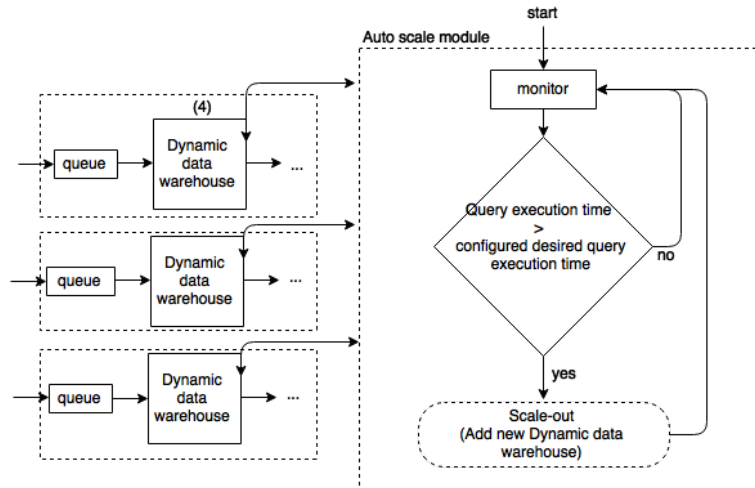 start
Auto scale module
(4)
queue
Dynamic
data
warehouse
...
queue
Dynamic
data
warehouse
...
queue
Dynamic
data
warehouse
...
monitor
Query execution time
>
configured desired query
execution time
no
yes
Scale-out
(Add new Dynamic data
warehouse)